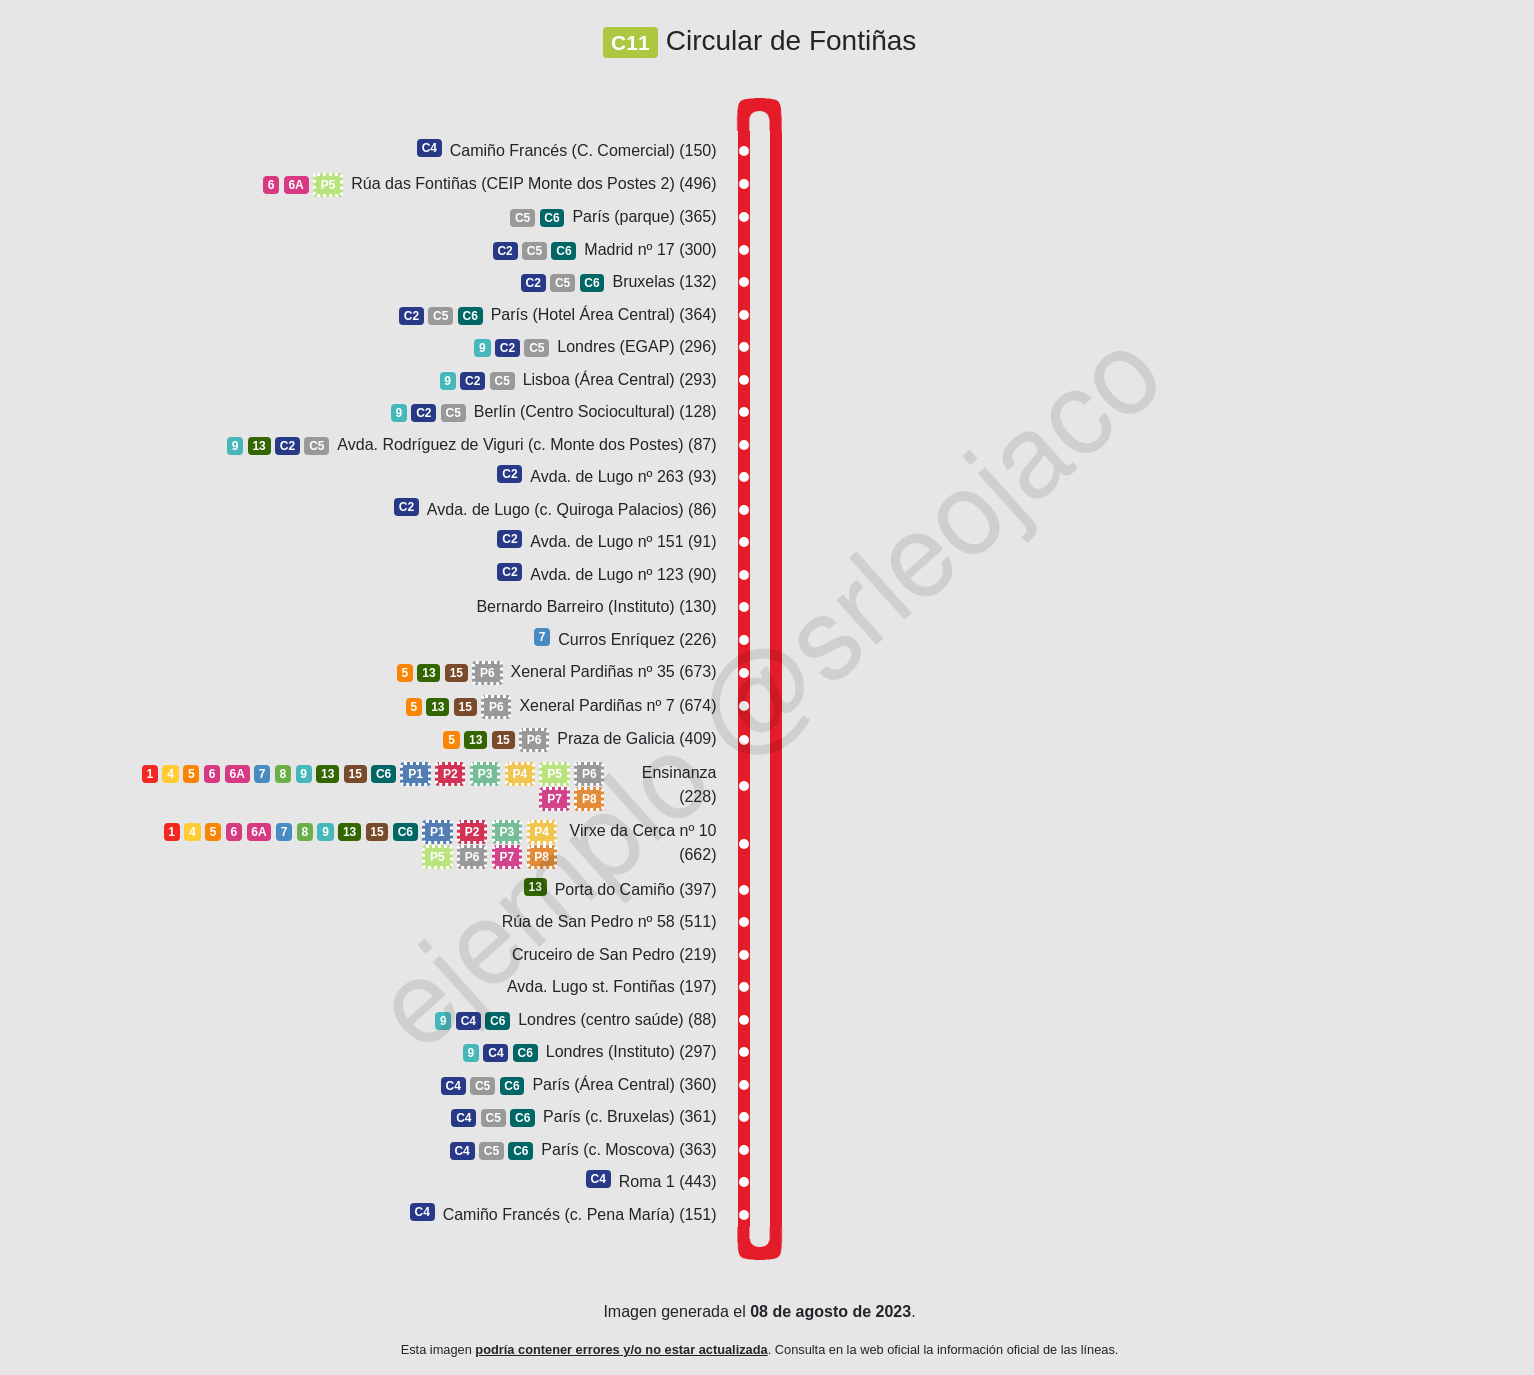 C11 Circular de Fontiñas
C4 Camiño Francés (C. Comercial) (150)
6 6A P5 Rúa das Fontiñas (CEIP Monte dos Postes 2) (496)
C5 C6 París (parque) (365)
C2 C5 C6 Madrid nº 17 (300)
C2 C5 C6 Bruxelas (132)
C2 C5 C6 París (Hotel Área Central) (364)
9 C2 C5 Londres (EGAP) (296)
9 C2 C5 Lisboa (Área Central) (293)
9 C2 C5 Berlín (Centro Sociocultural) (128)
9 13 C2 C5 Avda. Rodríguez de Viguri (c. Monte dos Postes) (87)
C2 Avda. de Lugo nº 263 (93)
C2 Avda. de Lugo (c. Quiroga Palacios) (86)
C2 Avda. de Lugo nº 151 (91)
C2 Avda. de Lugo nº 123 (90)
Bernardo Barreiro (Instituto) (130)
7 Curros Enríquez (226)
5 13 15 P6 Xeneral Pardiñas nº 35 (673)
5 13 15 P6 Xeneral Pardiñas nº 7 (674)
5 13 15 P6 Praza de Galicia (409)
1 4 5 6 6A 7 8 9 13 15 C6 P1 P2 P3 P4 P5 P6 Ensinanza
P7 P8 (228)
1 4 5 6 6A 7 8 9 13 15 C6 P1 P2 P3 P4 Virxe da Cerca nº 10
P5 P6 P7 P8 (662)
13 Porta do Camiño (397)
Rúa de San Pedro nº 58 (511)
Cruceiro de San Pedro (219)
Avda. Lugo st. Fontiñas (197)
9 C4 C6 Londres (centro saúde) (88)
9 C4 C6 Londres (Instituto) (297)
C4 C5 C6 París (Área Central) (360)
C4 C5 C6 París (c. Bruxelas) (361)
C4 C5 C6 París (c. Moscova) (363)
C4 Roma 1 (443)
C4 Camiño Francés (c. Pena María) (151)
ejemplo @srleojaco
Imagen generada el 08 de agosto de 2023.
Esta imagen podría contener errores y/o no estar actualizada. Consulta en la web oficial la información oficial de las líneas.